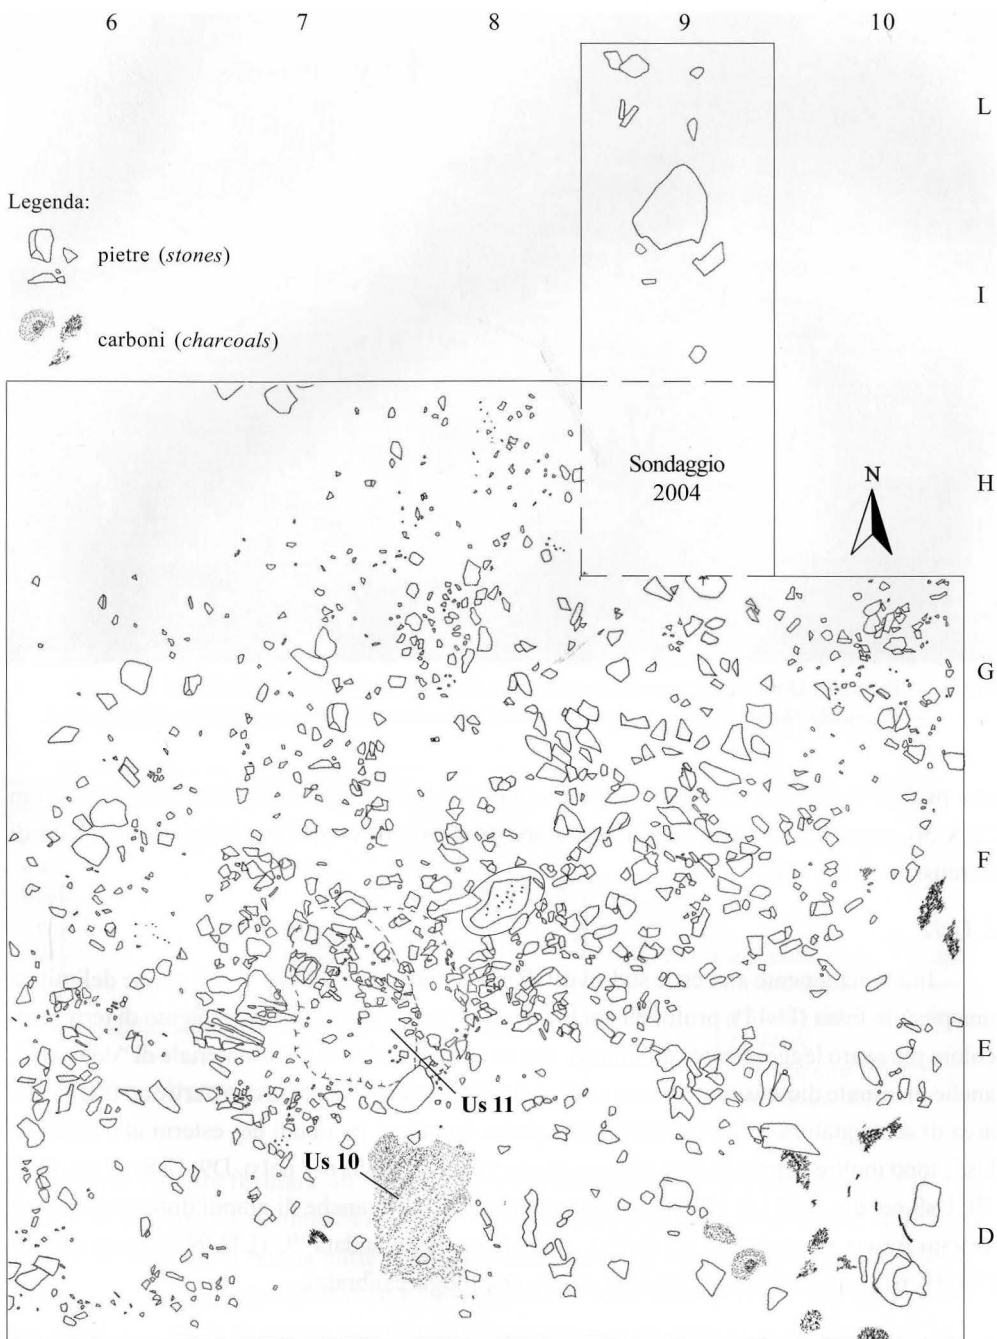 6 7 8 9 10
L
Legenda:
pietre (stones)
I
carboni (charcoals)
Sondaggio
2004
N
H
G
F
E
Us 11
Us 10
D